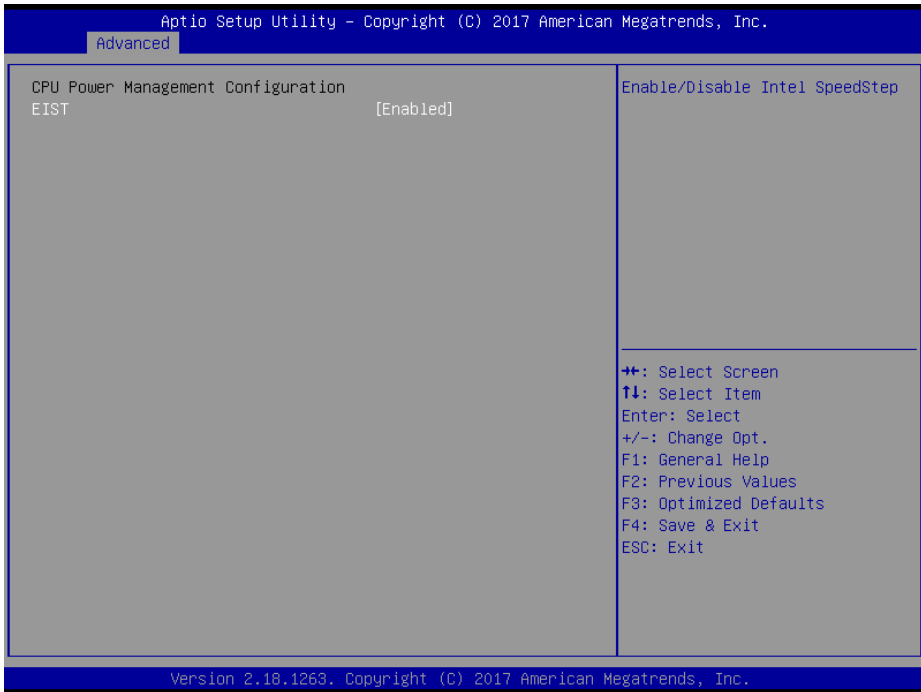 Aptio Setup Utility – Copyright (C) 2017 American Megatrends, Inc.
Advanced
CPU Power Management Configuration
EIST [Enabled]
Enable/Disable Intel SpeedStep
→←: Select Screen
↑↓: Select Item
Enter: Select
+/-: Change Opt.
F1: General Help
F2: Previous Values
F3: Optimized Defaults
F4: Save & Exit
ESC: Exit
Version 2.18.1263. Copyright (C) 2017 American Megatrends, Inc.